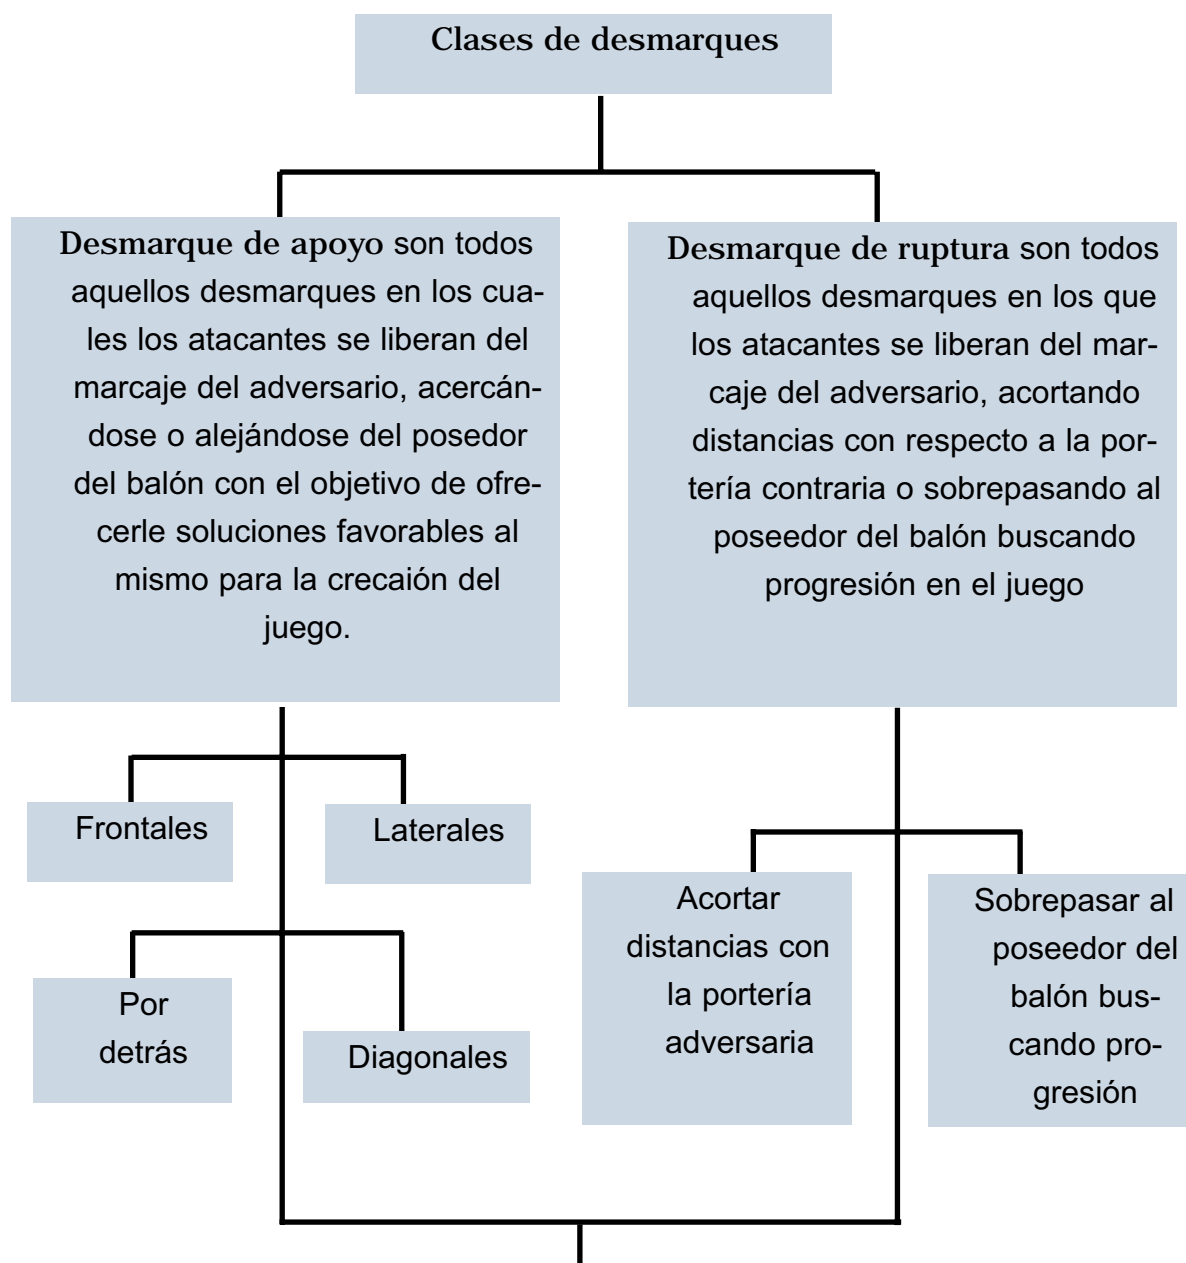 Clases de desmarques
Desmarque de apoyo son todos
aquellos desmarques en los cua-
les los atacantes se liberan del
marcaje del adversario, acercán-
dose o alejándose del posedor
del balón con el objetivo de ofre-
cerle soluciones favorables al
mismo para la crecaión del
juego.
Desmarque de ruptura son todos
aquellos desmarques en los que
los atacantes se liberan del mar-
caje del adversario, acortando
distancias con respecto a la por-
tería contraria o sobrepasando al
poseedor del balón buscando
progresión en el juego
Frontales
Laterales
Por
detrás
Diagonales
Acortar
distancias con
la portería
adversaria
Sobrepasar al
poseedor del
balón bus-
cando pro-
gresión